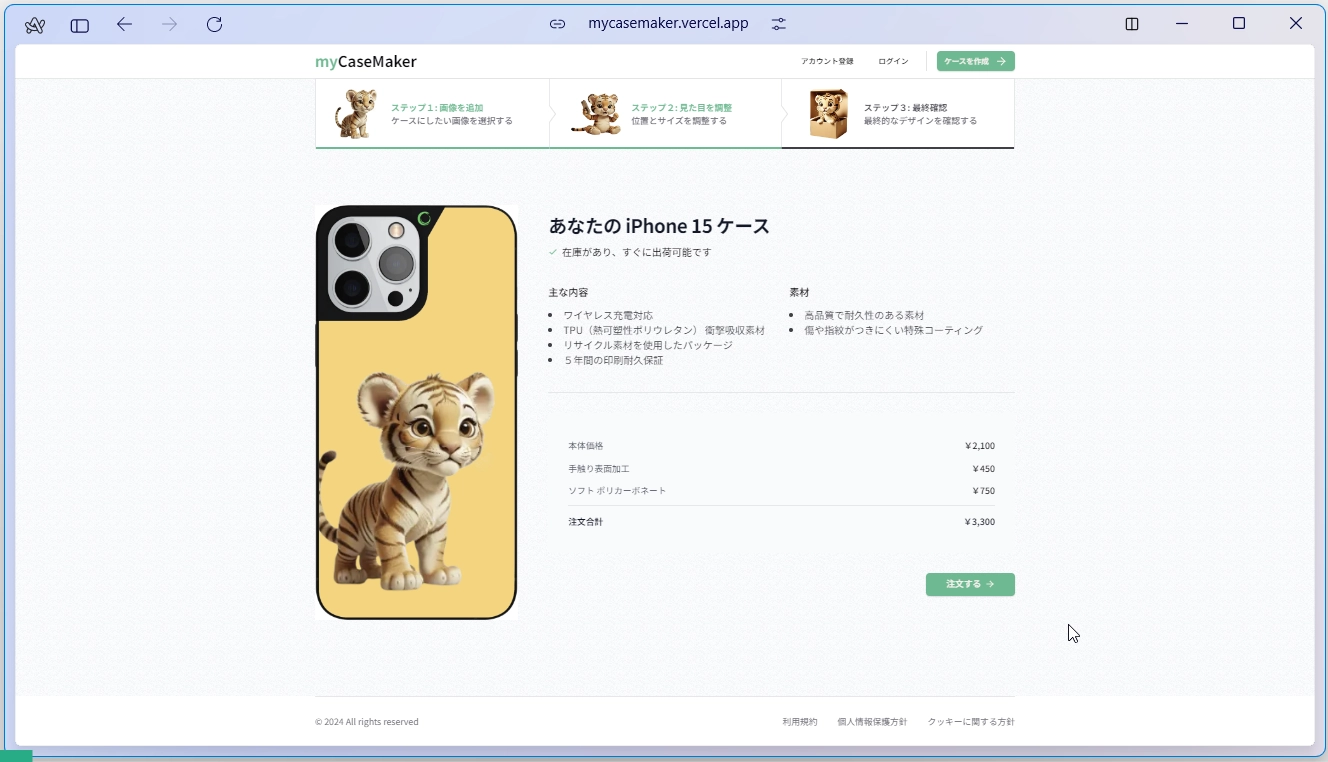 mycasemaker.vercel.app
myCaseMaker
アカウント登録
ログイン
ケースを作成 →
ステップ1: 画像を追加
ケースにしたい画像を選択する
ステップ2: 見た目を調整
位置とサイズを調整する
ステップ3: 最終確認
最終的なデザインを確認する
あなたの iPhone 15 ケース
在庫があり、すぐに出荷可能です
主な内容
ワイヤレス充電対応
TPU（熱可塑性ポリウレタン） 衝撃吸収素材
リサイクル素材を使用したパッケージ
５年間の印刷耐久保証
素材
高品質で耐久性のある素材
傷や指紋がつきにくい特殊コーティング
本体価格 ￥2,100
手触り表面加工 ￥450
ソフト ポリカーボネート ￥750
注文合計 ￥3,300
注文する →
© 2024 All rights reserved
利用規約
個人情報保護方針
クッキーに関する方針